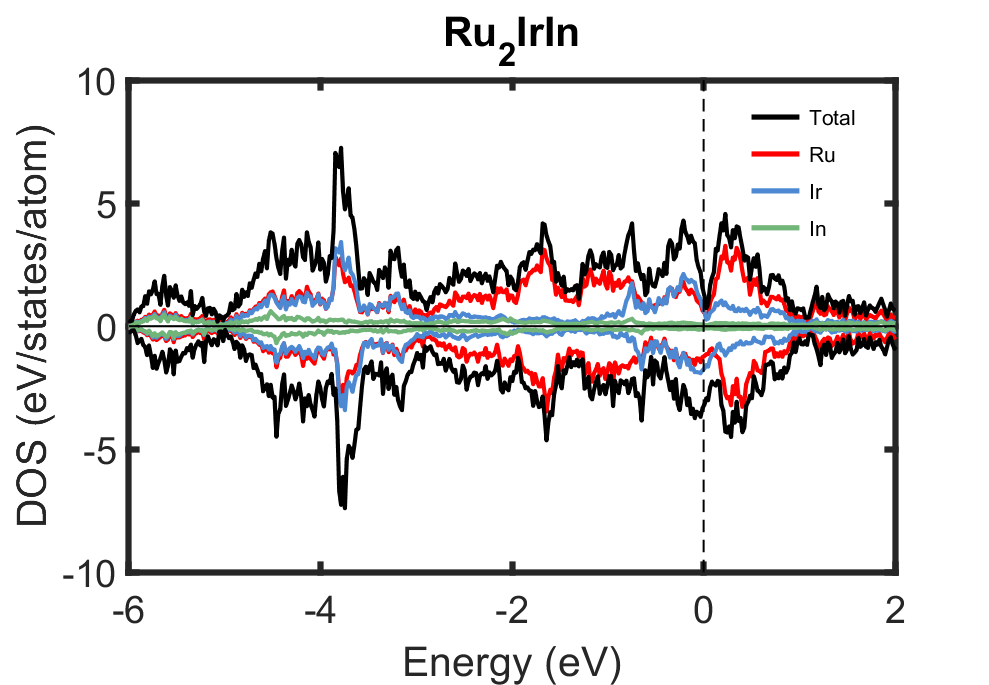 Ru2IrIn
10
5
0
-5
-10
DOS (eV/states/atom)
Total
Ru
Ir
In
-6
-4
-2
0
2
Energy (eV)